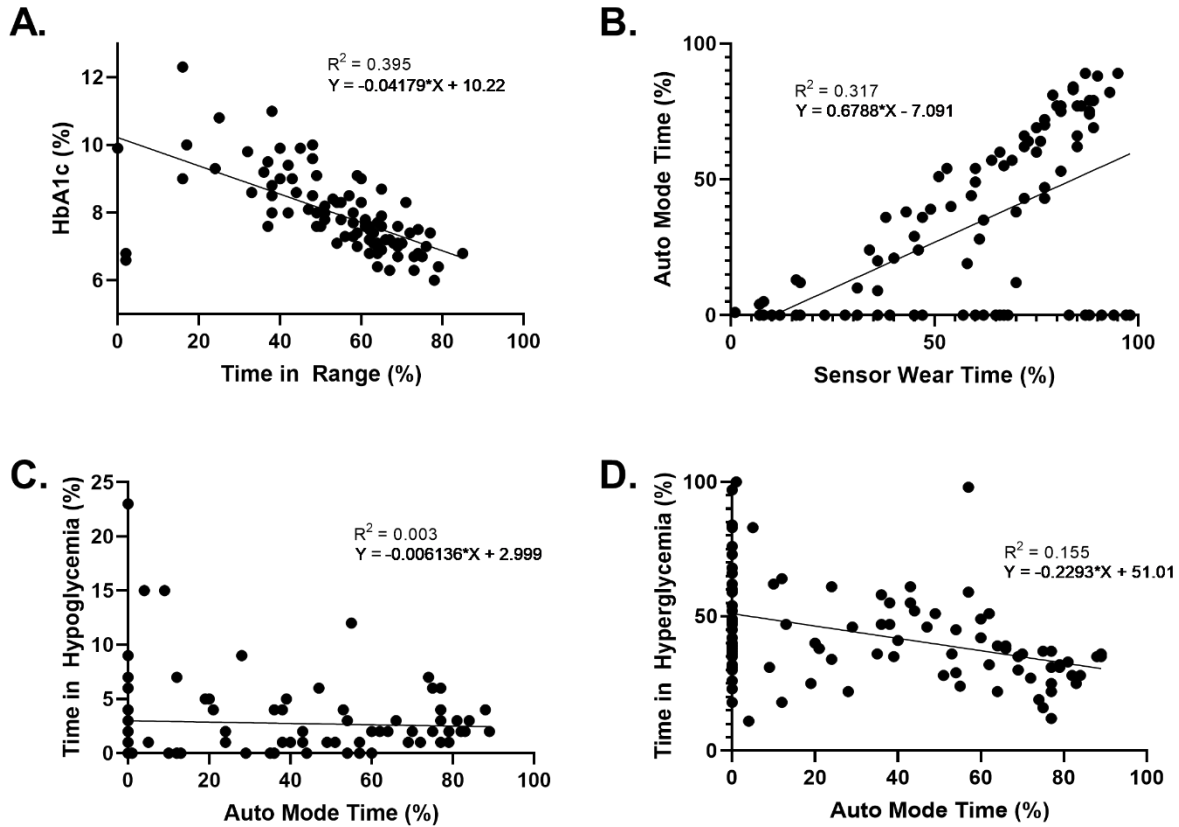 A.
HbA1c (%)
12
10
8
6
R² = 0.395
Y = -0.04179*X + 10.22
0 20 40 60 80 100
Time in Range (%)
B.
Auto Mode Time (%)
100
50
0
R² = 0.317
Y = 0.6788*X - 7.091
0 50 100
Sensor Wear Time (%)
C.
Time in Hypoglycemia (%)
25
20
15
10
5
0
R² = 0.003
Y = -0.006136*X + 2.999
0 20 40 60 80 100
Auto Mode Time (%)
D.
Time in Hyperglycemia (%)
100
50
0
R² = 0.155
Y = -0.2293*X + 51.01
0 20 40 60 80 100
Auto Mode Time (%)